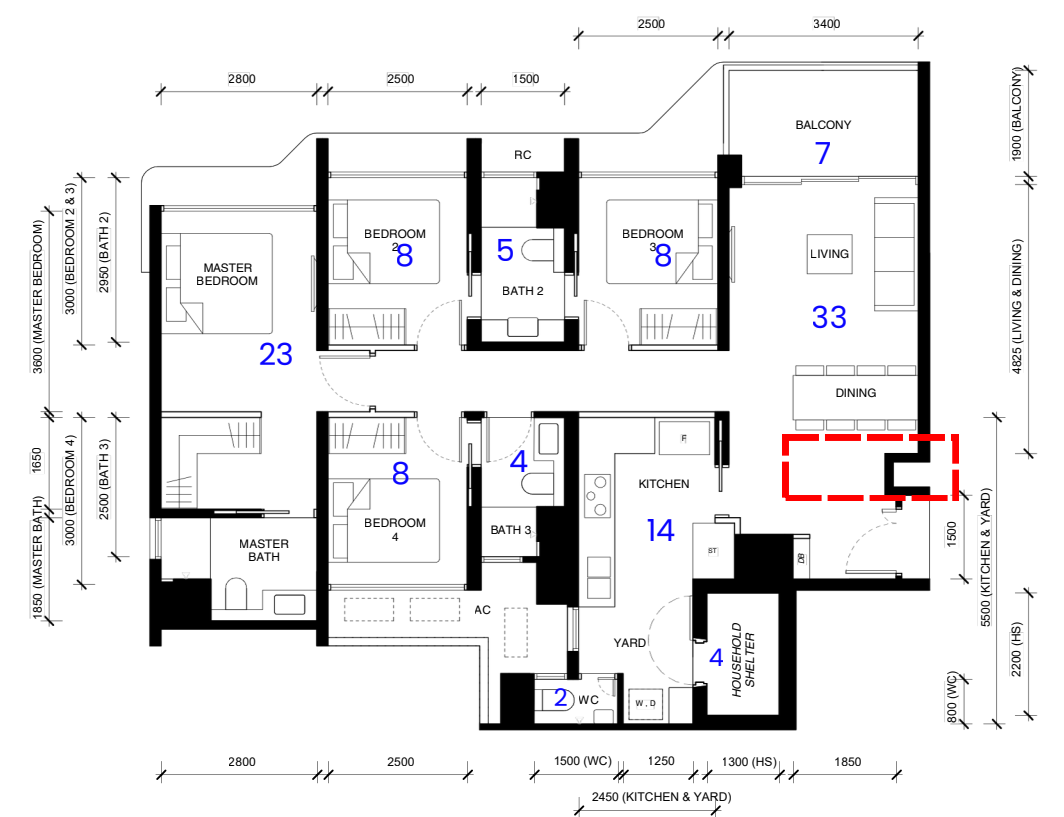 2500
3400
2800
2500
1500
BALCONY
7
RC
1900 (BALCONY)
3600 (MASTER BEDROOM)
3000 (BEDROOM 2 & 3)
2950 (BATH 2)
MASTER
BEDROOM
23
BEDROOM
2
8
5
BATH 2
BEDROOM
3
8
LIVING
33
DINING
4825 (LIVING & DINING)
1650
1850 (MASTER BATH)
3000 (BEDROOM 4)
2500 (BATH 3)
MASTER
BATH
8
BEDROOM
4
4
BATH 3
F
KITCHEN
14
ST
DB
1500
5500 (KITCHEN & YARD)
2200 (HS)
800 (WC)
AC
YARD
4
HOUSEHOLD
SHELTER
2
WC
W.D
2800
2500
1500 (WC)
1250
1300 (HS)
1850
2450 (KITCHEN & YARD)